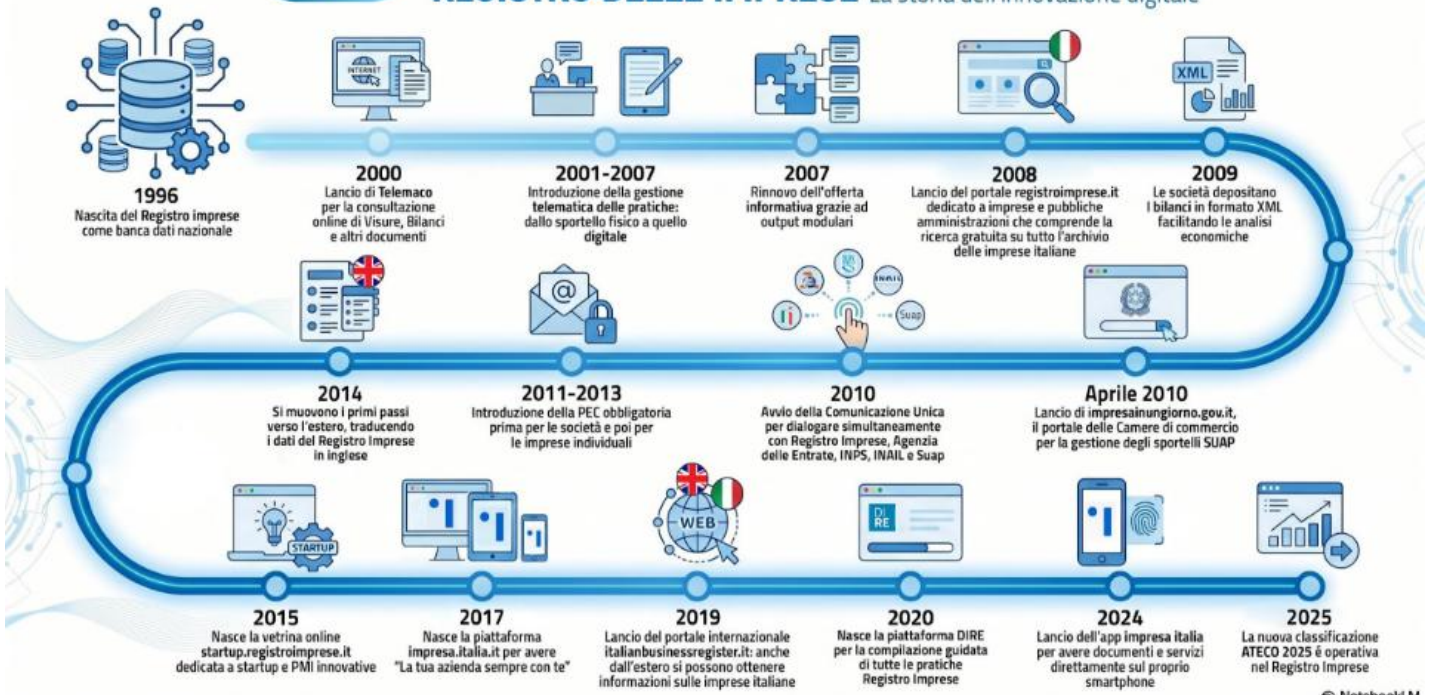 REGISTRO DELLE IMPRESE La storia dell'innovazione digitale
INTERNET
XML
1996
Nascita del Registro imprese
come banca dati nazionale
2000
Lancio di Telemaco
per la consultazione
online di Visure, Bilanci
e altri documenti
2001-2007
Introduzione della gestione
telematica delle pratiche:
dallo sportello fisico a quello
digitale
2007
Rinnovo dell'offerta
informativa grazie ad
output modulari
2008
Lancio del portale registroimprese.it
dedicato a imprese e pubbliche
amministrazioni che comprende la
ricerca gratuita su tutto l'archivio
delle imprese italiane
2009
Le società depositano
I bilanci in formato XML
facilitando le analisi
economiche
@
INAIL
Suap
2014
Si muovono i primi passi
verso l'estero, traducendo
i dati del Registro Imprese
in inglese
2011-2013
Introduzione della PEC obbligatoria
prima per le società e poi per
le imprese individuali
2010
Avvio della Comunicazione Unica
per dialogare simultaneamente
con Registro Imprese, Agenzia
delle Entrate, INPS, INAIL e Suap
Aprile 2010
Lancio di impresainungiorno.gov.it,
il portale delle Camere di commercio
per la gestione degli sportelli SUAP
STARTUP
WEB
DI
RE
2015
Nasce la vetrina online
startup.registroimprese.it
dedicata a startup e PMI innovative
2017
Nasce la piattaforma
impresa.italia.it per avere
"La tua azienda sempre con te"
2019
Lancio del portale internazionale
italianbusinessregister.it: anche
dall'estero si possono ottenere
informazioni sulle imprese italiane
2020
Nasce la piattaforma DIRE
per la compilazione guidata
di tutte le pratiche
Registro Imprese
2024
Lancio dell'app impresa italia
per avere documenti e servizi
direttamente sul proprio
smartphone
2025
La nuova classificazione
ATECO 2025 é operativa
nel Registro Imprese